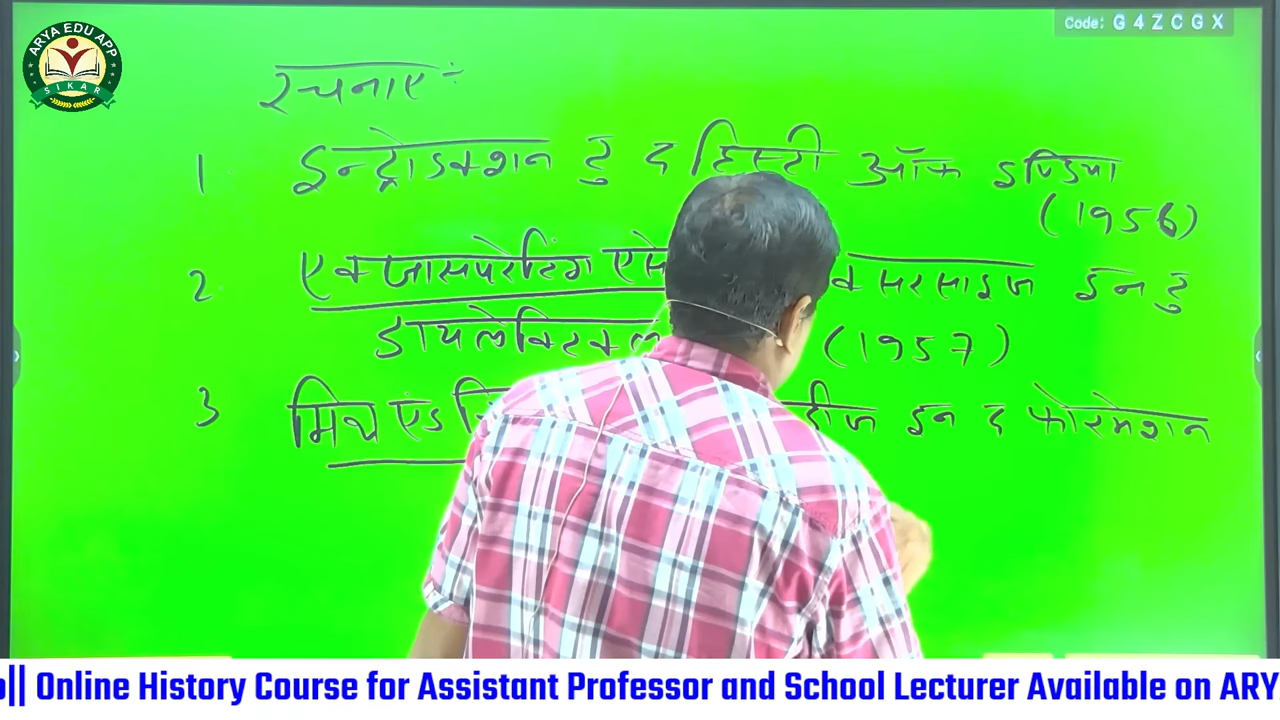 ARYA EDU APP
SIKAR
Code: G 4 Z C G X
रचनाएं :-
1. इन्ट्रोडक्शन टु द हिस्टी ऑफ इण्डिया
(1956)
2. एक्जासपरेटिंग एसे सरसाइज इन टु
डायलेक्टिकल (1957)
3 मिथ एंड डीज इन द फोरमेशन
|| Online History Course for Assistant Professor and School Lecturer Available on ARY